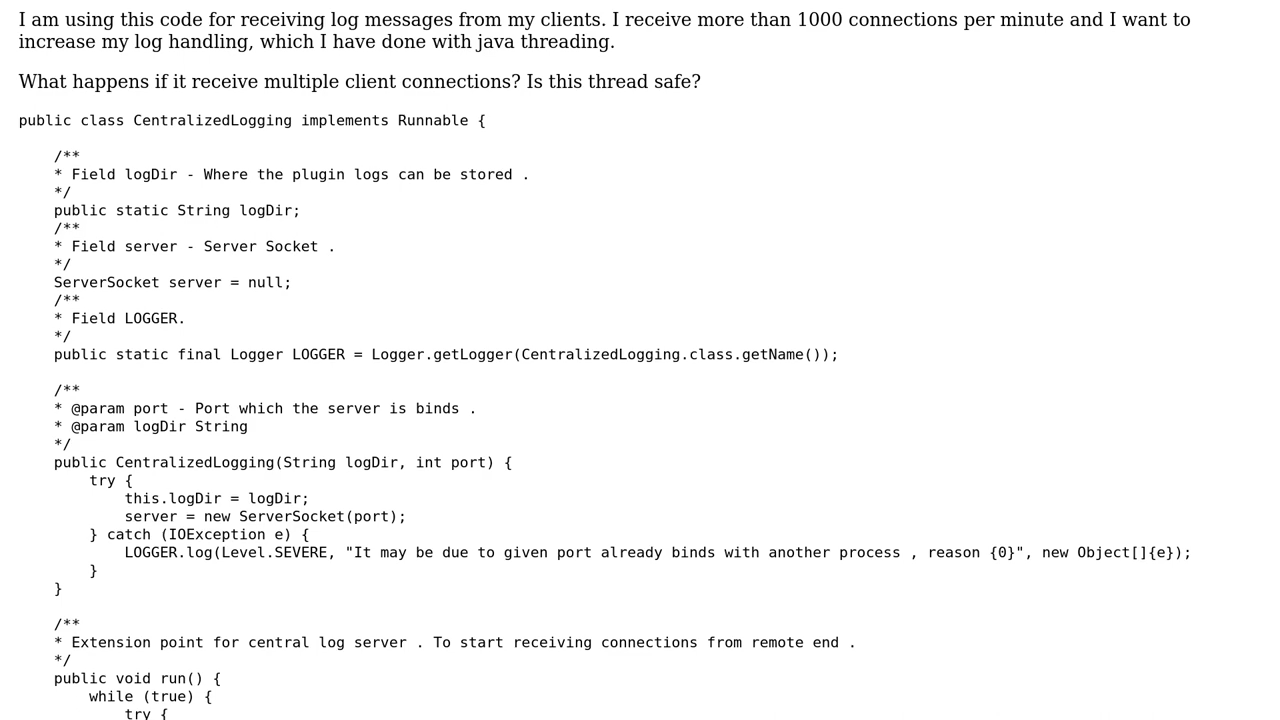 I am using this code for receiving log messages from my clients. I receive more than 1000 connections per minute and I want to
increase my log handling, which I have done with java threading.
What happens if it receive multiple client connections? Is this thread safe?
public class CentralizedLogging implements Runnable {
    /**
    * Field logDir - Where the plugin logs can be stored .
    */
    public static String logDir;
    /**
    * Field server - Server Socket .
    */
    ServerSocket server = null;
    /**
    * Field LOGGER.
    */
    public static final Logger LOGGER = Logger.getLogger(CentralizedLogging.class.getName());
    /**
    * @param port - Port which the server is binds .
    * @param logDir String
    */
    public CentralizedLogging(String logDir, int port) {
        try {
            this.logDir = logDir;
            server = new ServerSocket(port);
        } catch (IOException e) {
            LOGGER.log(Level.SEVERE, "It may be due to given port already binds with another process , reason {0}", new Object[]{e});
        }
    }
    /**
    * Extension point for central log server . To start receiving connections from remote end .
    */
    public void run() {
        while (true) {
            try {